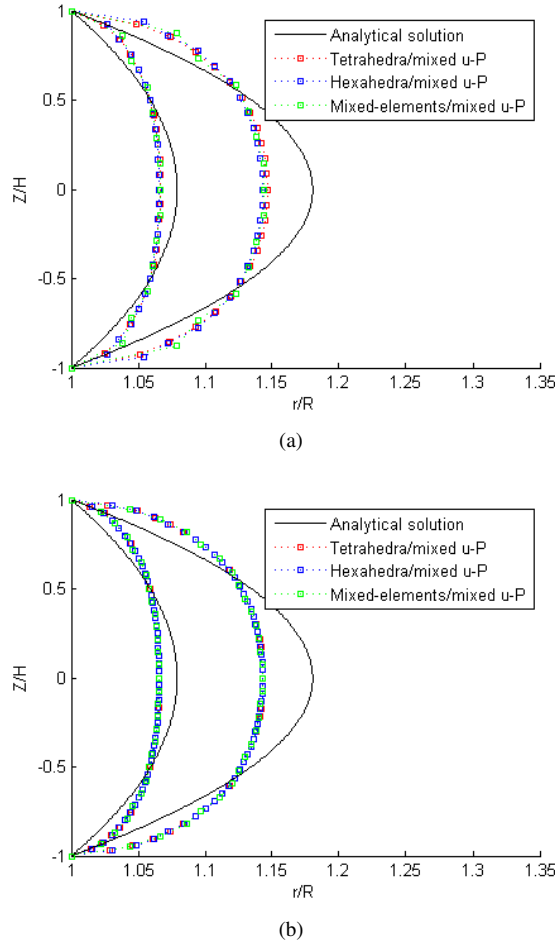 1
0.5
0
-0.5
-1
Z/H
1
1.05
1.1
1.15
1.2
1.25
1.3
1.35
r/R
Analytical solution
Tetrahedra/mixed u-P
Hexahedra/mixed u-P
Mixed-elements/mixed u-P
(a)
1
0.5
0
-0.5
-1
Z/H
1
1.05
1.1
1.15
1.2
1.25
1.3
1.35
r/R
Analytical solution
Tetrahedra/mixed u-P
Hexahedra/mixed u-P
Mixed-elements/mixed u-P
(b)